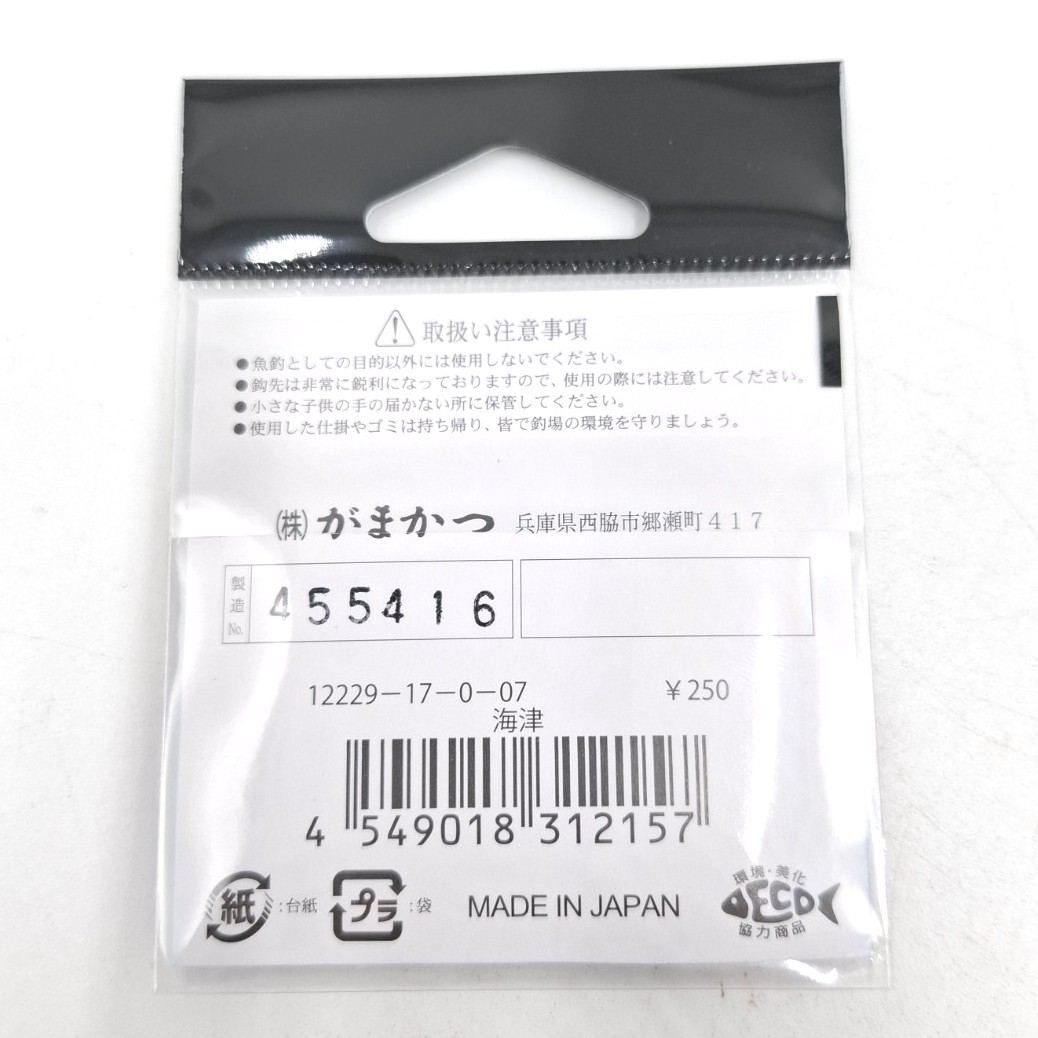 ⚠ 取扱い注意事項
●魚釣としての目的以外には使用しないでください。
●鈎先は非常に鋭利になっておりますので、使用の際には注意してください。
●小さな子供の手の届かない所に保管してください。
●使用した仕掛やゴミは持ち帰り、皆で釣場の環境を守りましょう。
㈱がまかつ 兵庫県西脇市郷瀬町417
製造No. 455416
12229-17-0-07 ¥250
海津
4 549018 312157
紙 :台紙 プラ :袋 MADE IN JAPAN
環境・美化
ECO
協力商品